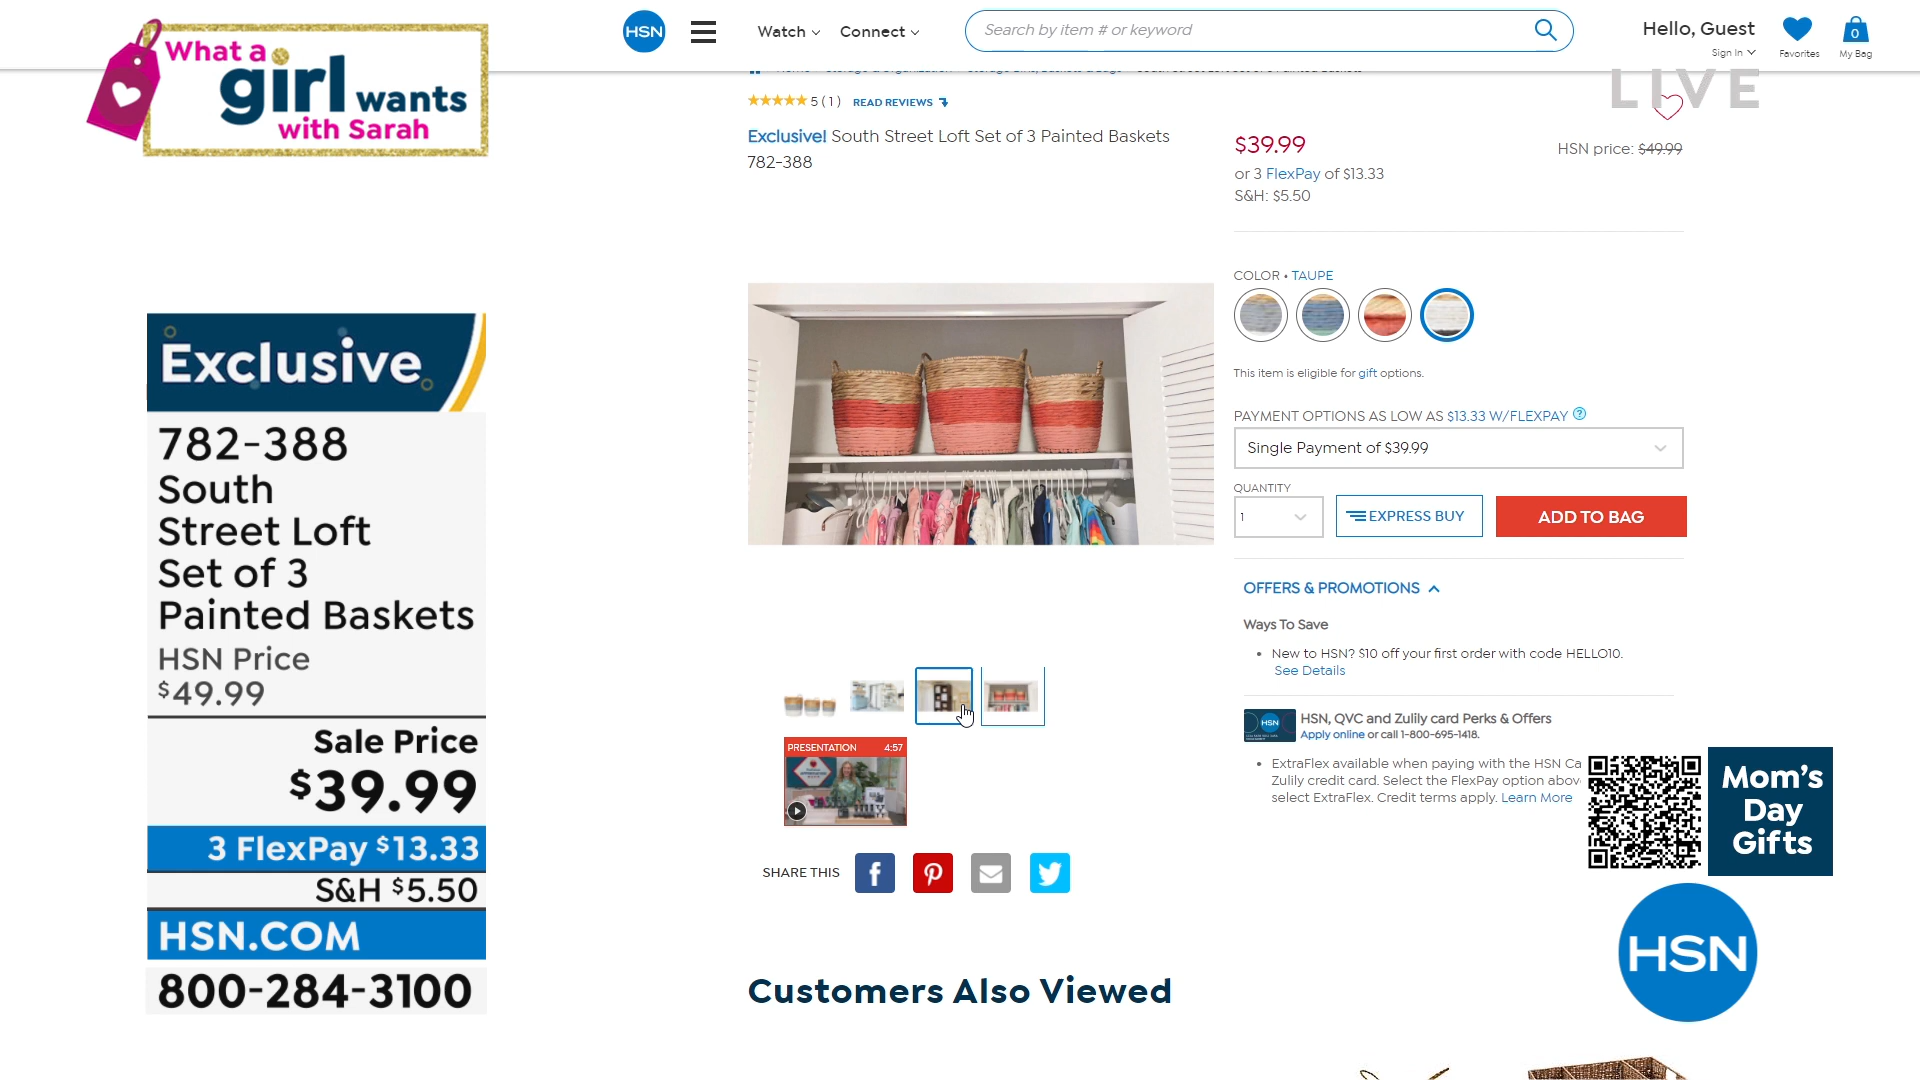 What a
girl wants
with Sarah
HSN
Watch
Connect
Search by item # or keyword
Hello, Guest
Sign In
Favorites
0
My Bag
LIVE
5 ( 1 ) READ REVIEWS
Exclusive! South Street Loft Set of 3 Painted Baskets
782-388
$39.99
HSN price: $49.99
or 3 FlexPay of $13.33
S&H: $5.50
COLOR • TAUPE
This item is eligible for gift options.
PAYMENT OPTIONS AS LOW AS $13.33 W/FLEXPAY ?
Single Payment of $39.99
QUANTITY
1
EXPRESS BUY
ADD TO BAG
OFFERS & PROMOTIONS
Ways To Save
• New to HSN? $10 off your first order with code HELLO10.
See Details
HSN
HSN, QVC and Zulily card Perks & Offers
Apply online or call 1-800-695-1418.
• ExtraFlex available when paying with the HSN Ca
Zulily credit card. Select the FlexPay option abov
select ExtraFlex. Credit terms apply. Learn More
PRESENTATION 4:57
SHARE THIS
Customers Also Viewed
Exclusive
782-388
South
Street Loft
Set of 3
Painted Baskets
HSN Price
$49.99
Sale Price
$39.99
3 FlexPay $13.33
S&H $5.50
HSN.COM
800-284-3100
Mom's
Day
Gifts
HSN